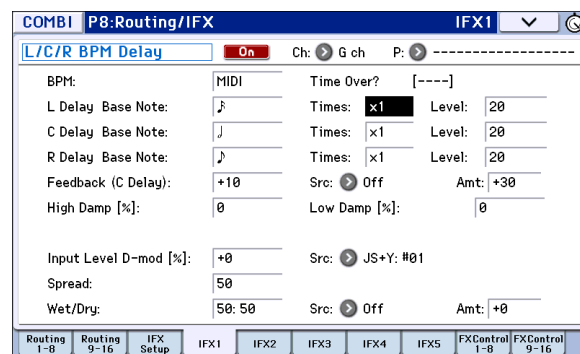 COMBI P8:Routing/IFX IFX1
L/C/R BPM Delay On Ch: G ch P: -------------------
BPM: MIDI Time Over? [----]
L Delay Base Note: Times: x1 Level: 20
C Delay Base Note: Times: x1 Level: 20
R Delay Base Note: Times: x1 Level: 20
Feedback (C Delay): +10 Src: Off Amt: +30
High Damp [%]: 0 Low Damp [%]: 0
Input Level D-mod [%]: +0 Src: JS+Y: #01
Spread: 50
Wet/Dry: 50: 50 Src: Off Amt: +0
Routing 1-8 Routing 9-16 IFX Setup IFX1 IFX2 IFX3 IFX4 IFX5 FXControl 1-8 FXControl 9-16